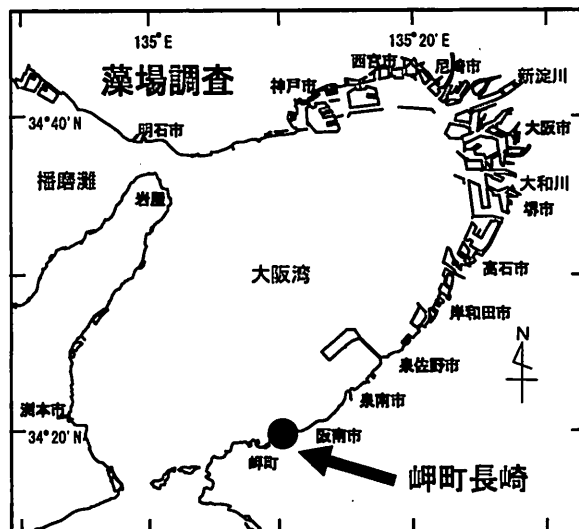 135°E
135°20'
藻場調査
西宮市
尼崎市
新淀川
神戸市
34°40'
明石市
大阪市
播磨灘
大和川
岩屋
堺市
大阪湾
高石市
岸和田市
N
泉佐野市
泉南市
洲本市
34°20'
阪南市
岬町
岬町長崎